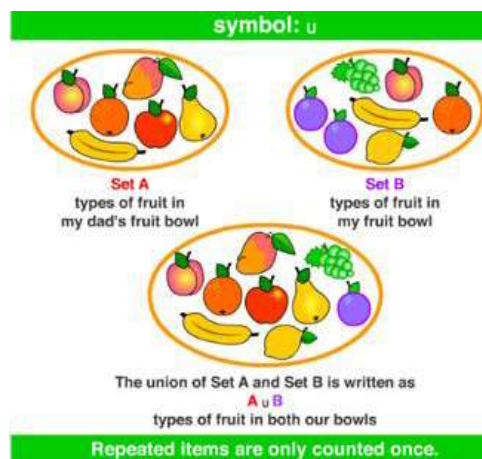 symbol: ∪
Set A
types of fruit in
my dad's fruit bowl
Set B
types of fruit in
my fruit bowl
The union of Set A and Set B is written as
A ∪ B
types of fruit in both our bowls
Repeated items are only counted once.